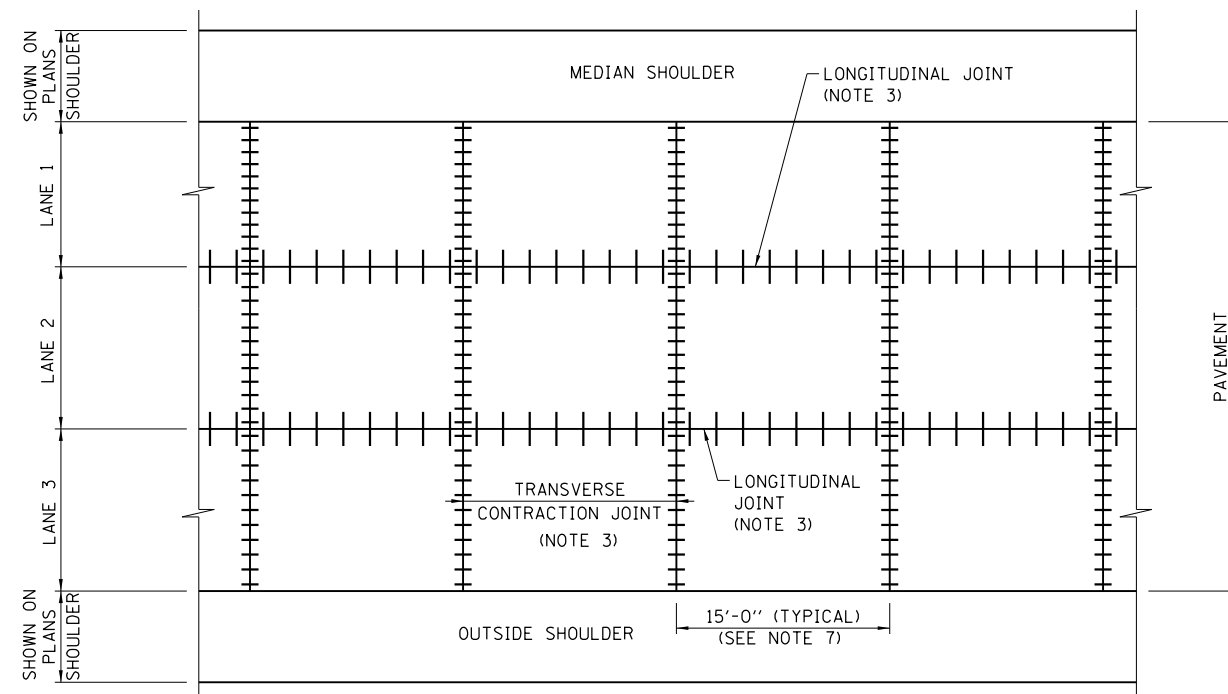 SHOWN ON
PLANS
SHOULDER
MEDIAN SHOULDER
LONGITUDINAL JOINT
(NOTE 3)
LANE 1
LANE 2
LANE 3
PAVEMENT
TRANSVERSE
CONTRACTION JOINT
(NOTE 3)
LONGITUDINAL
JOINT
(NOTE 3)
SHOWN ON
PLANS
SHOULDER
OUTSIDE SHOULDER
15'-0'' (TYPICAL)
(SEE NOTE 7)